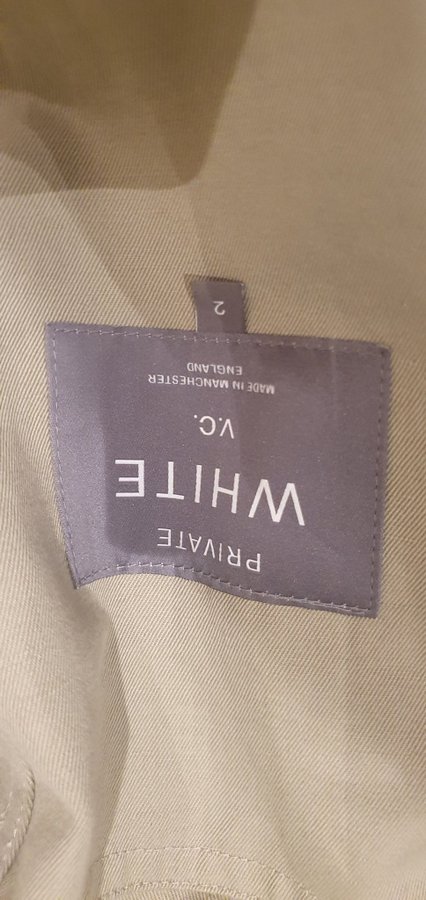 PRIVATE
WHITE
V.C.
MADE IN MANCHESTER
ENGLAND
2